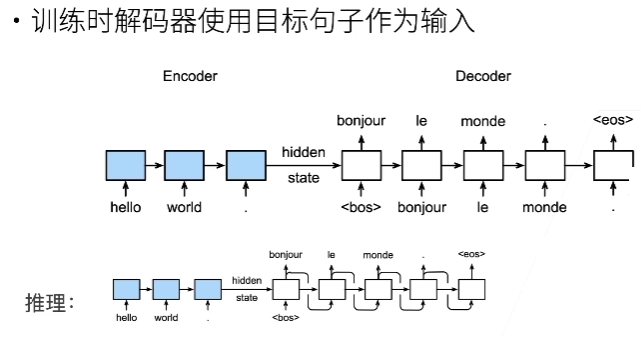 • 训练时解码器使用目标句子作为输入
Encoder Decoder
bonjour le monde . <eos>
hidden
state
hello world . <bos> bonjour le monde .
推理：
bonjour le monde . <eos>
hidden
state
hello world . <bos>